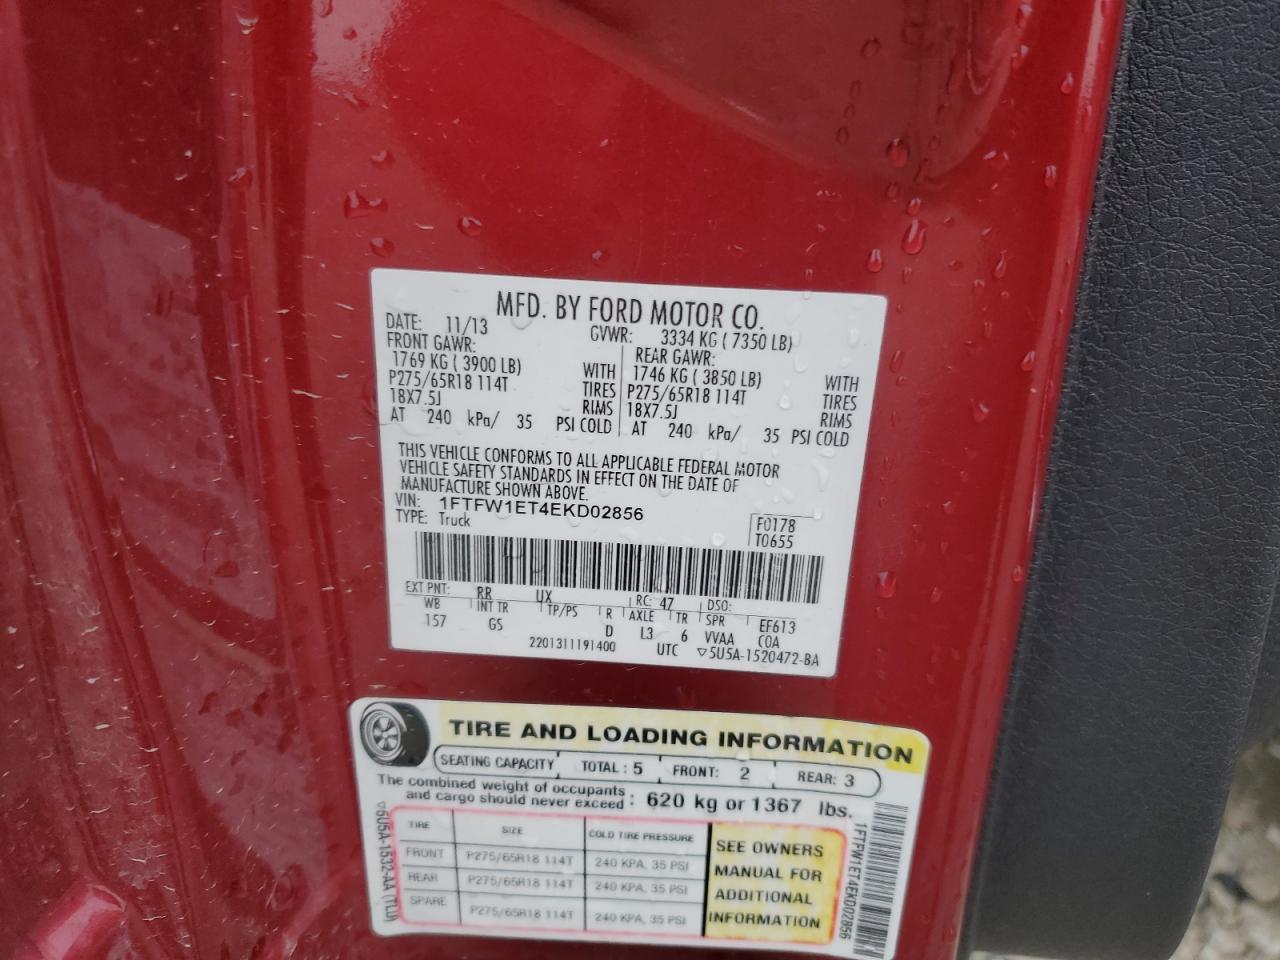 MFD. BY FORD MOTOR CO.
DATE: 11/13 GVWR: 3334 KG ( 7350 LB)
FRONT GAWR: REAR GAWR:
1769 KG ( 3900 LB) WITH 1746 KG ( 3850 LB) WITH
P275/65R18 114T TIRES P275/65R18 114T TIRES
18X7.5J RIMS 18X7.5J RIMS
AT 240 kPa/ 35 PSI COLD AT 240 kPa/ 35 PSI COLD
THIS VEHICLE CONFORMS TO ALL APPLICABLE FEDERAL MOTOR
VEHICLE SAFETY STANDARDS IN EFFECT ON THE DATE OF
MANUFACTURE SHOWN ABOVE.
VIN: 1FTFW1ET4EKD02856 F0178
TYPE: Truck T0655
EXT PNT: RR UX RC: 47 DSO:
WB INT TR TP/PS R AXLE TR SPR EF613
157 GS D L3 6 VVAA COA
2201311191400 UTC ▽5U5A-1520472-BA
TIRE AND LOADING INFORMATION
SEATING CAPACITY TOTAL : 5 FRONT: 2 REAR: 3
The combined weight of occupants
and cargo should never exceed : 620 kg or 1367 lbs.
TIRE SIZE COLD TIRE PRESSURE
FRONT P275/65R18 114T 240 KPA, 35 PSI
REAR P275/65R18 114T 240 KPA, 35 PSI
SPARE P275/65R18 114T 240 KPA, 35 PSI
SEE OWNERS
MANUAL FOR
ADDITIONAL
INFORMATION
▽6U5A-1532-AA (TLU)
1FTFW1ET4EKD02856